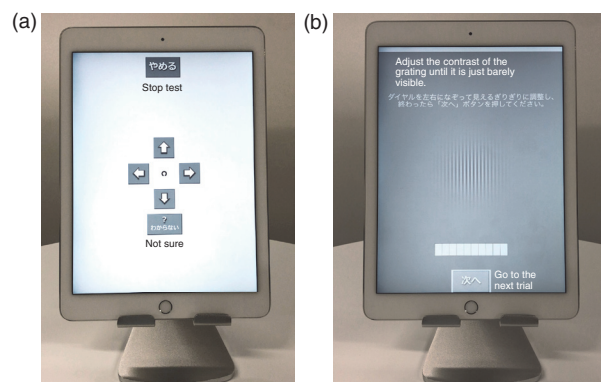 (a)
やめる
Stop test
?
わからない
Not sure
(b)
Adjust the contrast of the
grating until it is just barely
visible.
ダイヤルを左右になぞって見えるぎりぎりに調整し、
終わったら「次へ」ボタンを押してください。
次へ
Go to the
next trial